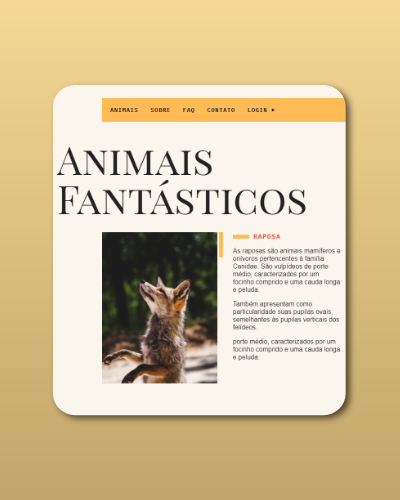 ANIMAIS SOBRE FAQ CONTATO LOGIN
ANIMAIS
FANTÁSTICOS
RAPOSA
As raposas são animais mamíferos e
onívoros pertencentes à família
Canidae. São vulpídeos de porte
médio, caracterizados por um
focinho comprido e uma cauda longa
e peluda.
Também apresentam como
particularidade suas pupilas ovais,
semelhantes às pupilas verticais dos
felídeos.
porte médio, caracterizados por um
focinho comprido e uma cauda longa
e peluda.